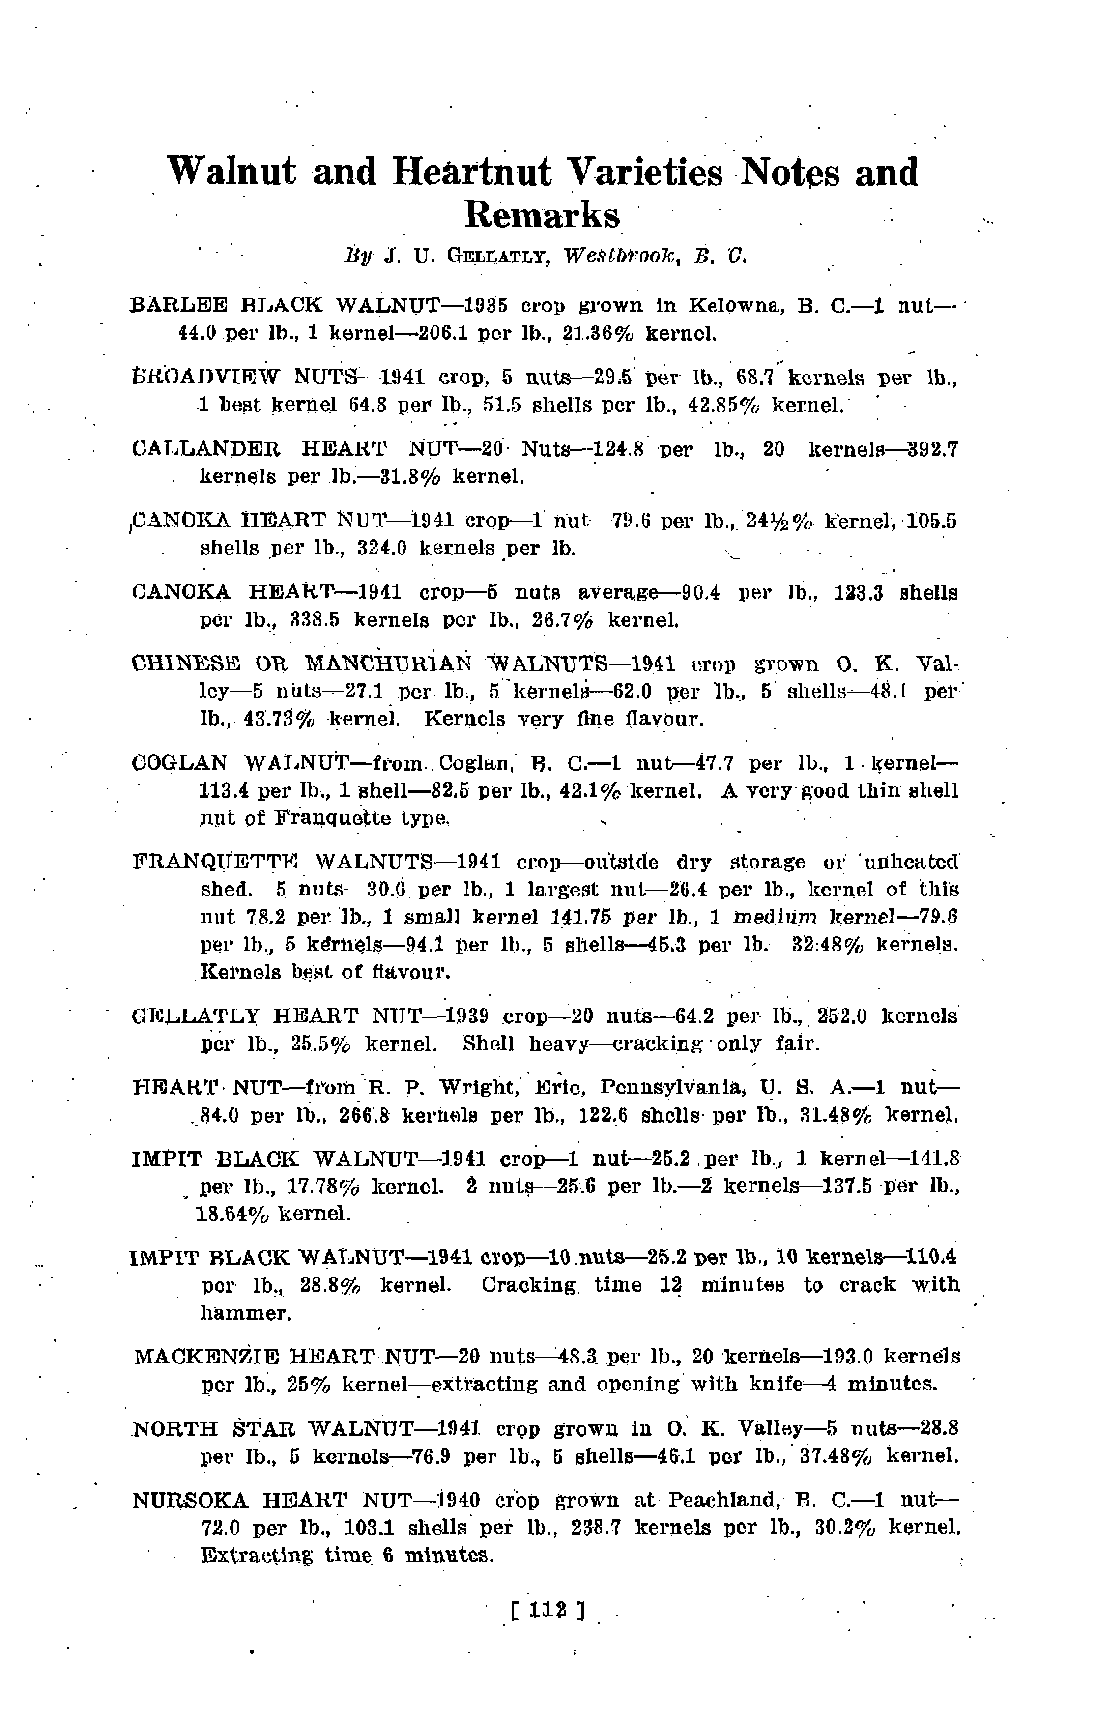 Walnut and Heartnut Varieties Notes and
Remarks
By J. U. GELLATLY, Westbrook, B. C.
BARLEE BLACK WALNUT—1935 crop grown in Kelowna, B. C.—1 nut—
44.0 per lb., 1 kernel—206.1 per lb., 21.36% kernel.
BROADVIEW NUTS—1941 crop, 5 nuts—29.5 per lb., 68.7 kernels per lb.,
1 best kernel 64.8 per lb., 51.5 shells per lb., 42.85% kernel.
CALLANDER HEART NUT—20 Nuts—124.8 per lb., 20 kernels—392.7
kernels per lb.—31.8% kernel.
CANOKA HEART NUT—1941 crop—1 nut 79.6 per lb., 24½% kernel, 105.5
shells per lb., 324.0 kernels per lb.
CANOKA HEART—1941 crop—5 nuts average—90.4 per lb., 123.3 shells
per lb., 338.5 kernels per lb., 26.7% kernel.
CHINESE OR MANCHURIAN WALNUTS—1941 crop grown O. K. Val-
ley—5 nuts—27.1 per lb., 5 kernels—62.0 per lb., 5 shells—48.1 per
lb., 43.73% kernel. Kernels very fine flavour.
COGLAN WALNUT—from Coglan, B. C.—1 nut—47.7 per lb., 1 kernel—
113.4 per lb., 1 shell—82.5 per lb., 42.1% kernel. A very good thin shell
nut of Franquette type.
FRANQUETTE WALNUTS—1941 crop—outside dry storage or unheated
shed. 5 nuts- 30.6 per lb., 1 largest nut—26.4 per lb., kernel of this
nut 78.2 per lb., 1 small kernel 141.75 per lb., 1 medium kernel—79.6
per lb., 5 kernels—94.1 per lb., 5 shells—45.3 per lb. 32.48% kernels.
Kernels best of flavour.
GELLATLY HEART NUT—1939 crop—20 nuts—64.2 per lb., 252.0 kernels
per lb., 25.5% kernel. Shell heavy—cracking only fair.
HEART NUT—from R. P. Wright, Erie, Pennsylvania, U. S. A.—1 nut—
84.0 per lb., 266.8 kernels per lb., 122.6 shells per lb., 31.48% kernel.
IMPIT BLACK WALNUT—1941 crop—1 nut—25.2 per lb., 1 kernel—141.8
per lb., 17.78% kernel. 2 nuts—25.6 per lb.—2 kernels—137.5 per lb.,
18.64% kernel.
IMPIT BLACK WALNUT—1941 crop—10 nuts—25.2 per lb., 10 kernels—110.4
per lb., 28.8% kernel. Cracking time 12 minutes to crack with
hammer.
MACKENZIE HEART NUT—20 nuts—48.3 per lb., 20 kernels—193.0 kernels
per lb., 25% kernel—extracting and opening with knife—4 minutes.
NORTH STAR WALNUT—1941 crop grown in O. K. Valley—5 nuts—28.8
per lb., 5 kernels—76.9 per lb., 5 shells—46.1 per lb., 37.48% kernel.
NURSOKA HEART NUT—1940 crop grown at Peachland, B. C.—1 nut—
72.0 per lb., 103.1 shells per lb., 238.7 kernels per lb., 30.2% kernel.
Extracting time 6 minutes.
[ 112 ]